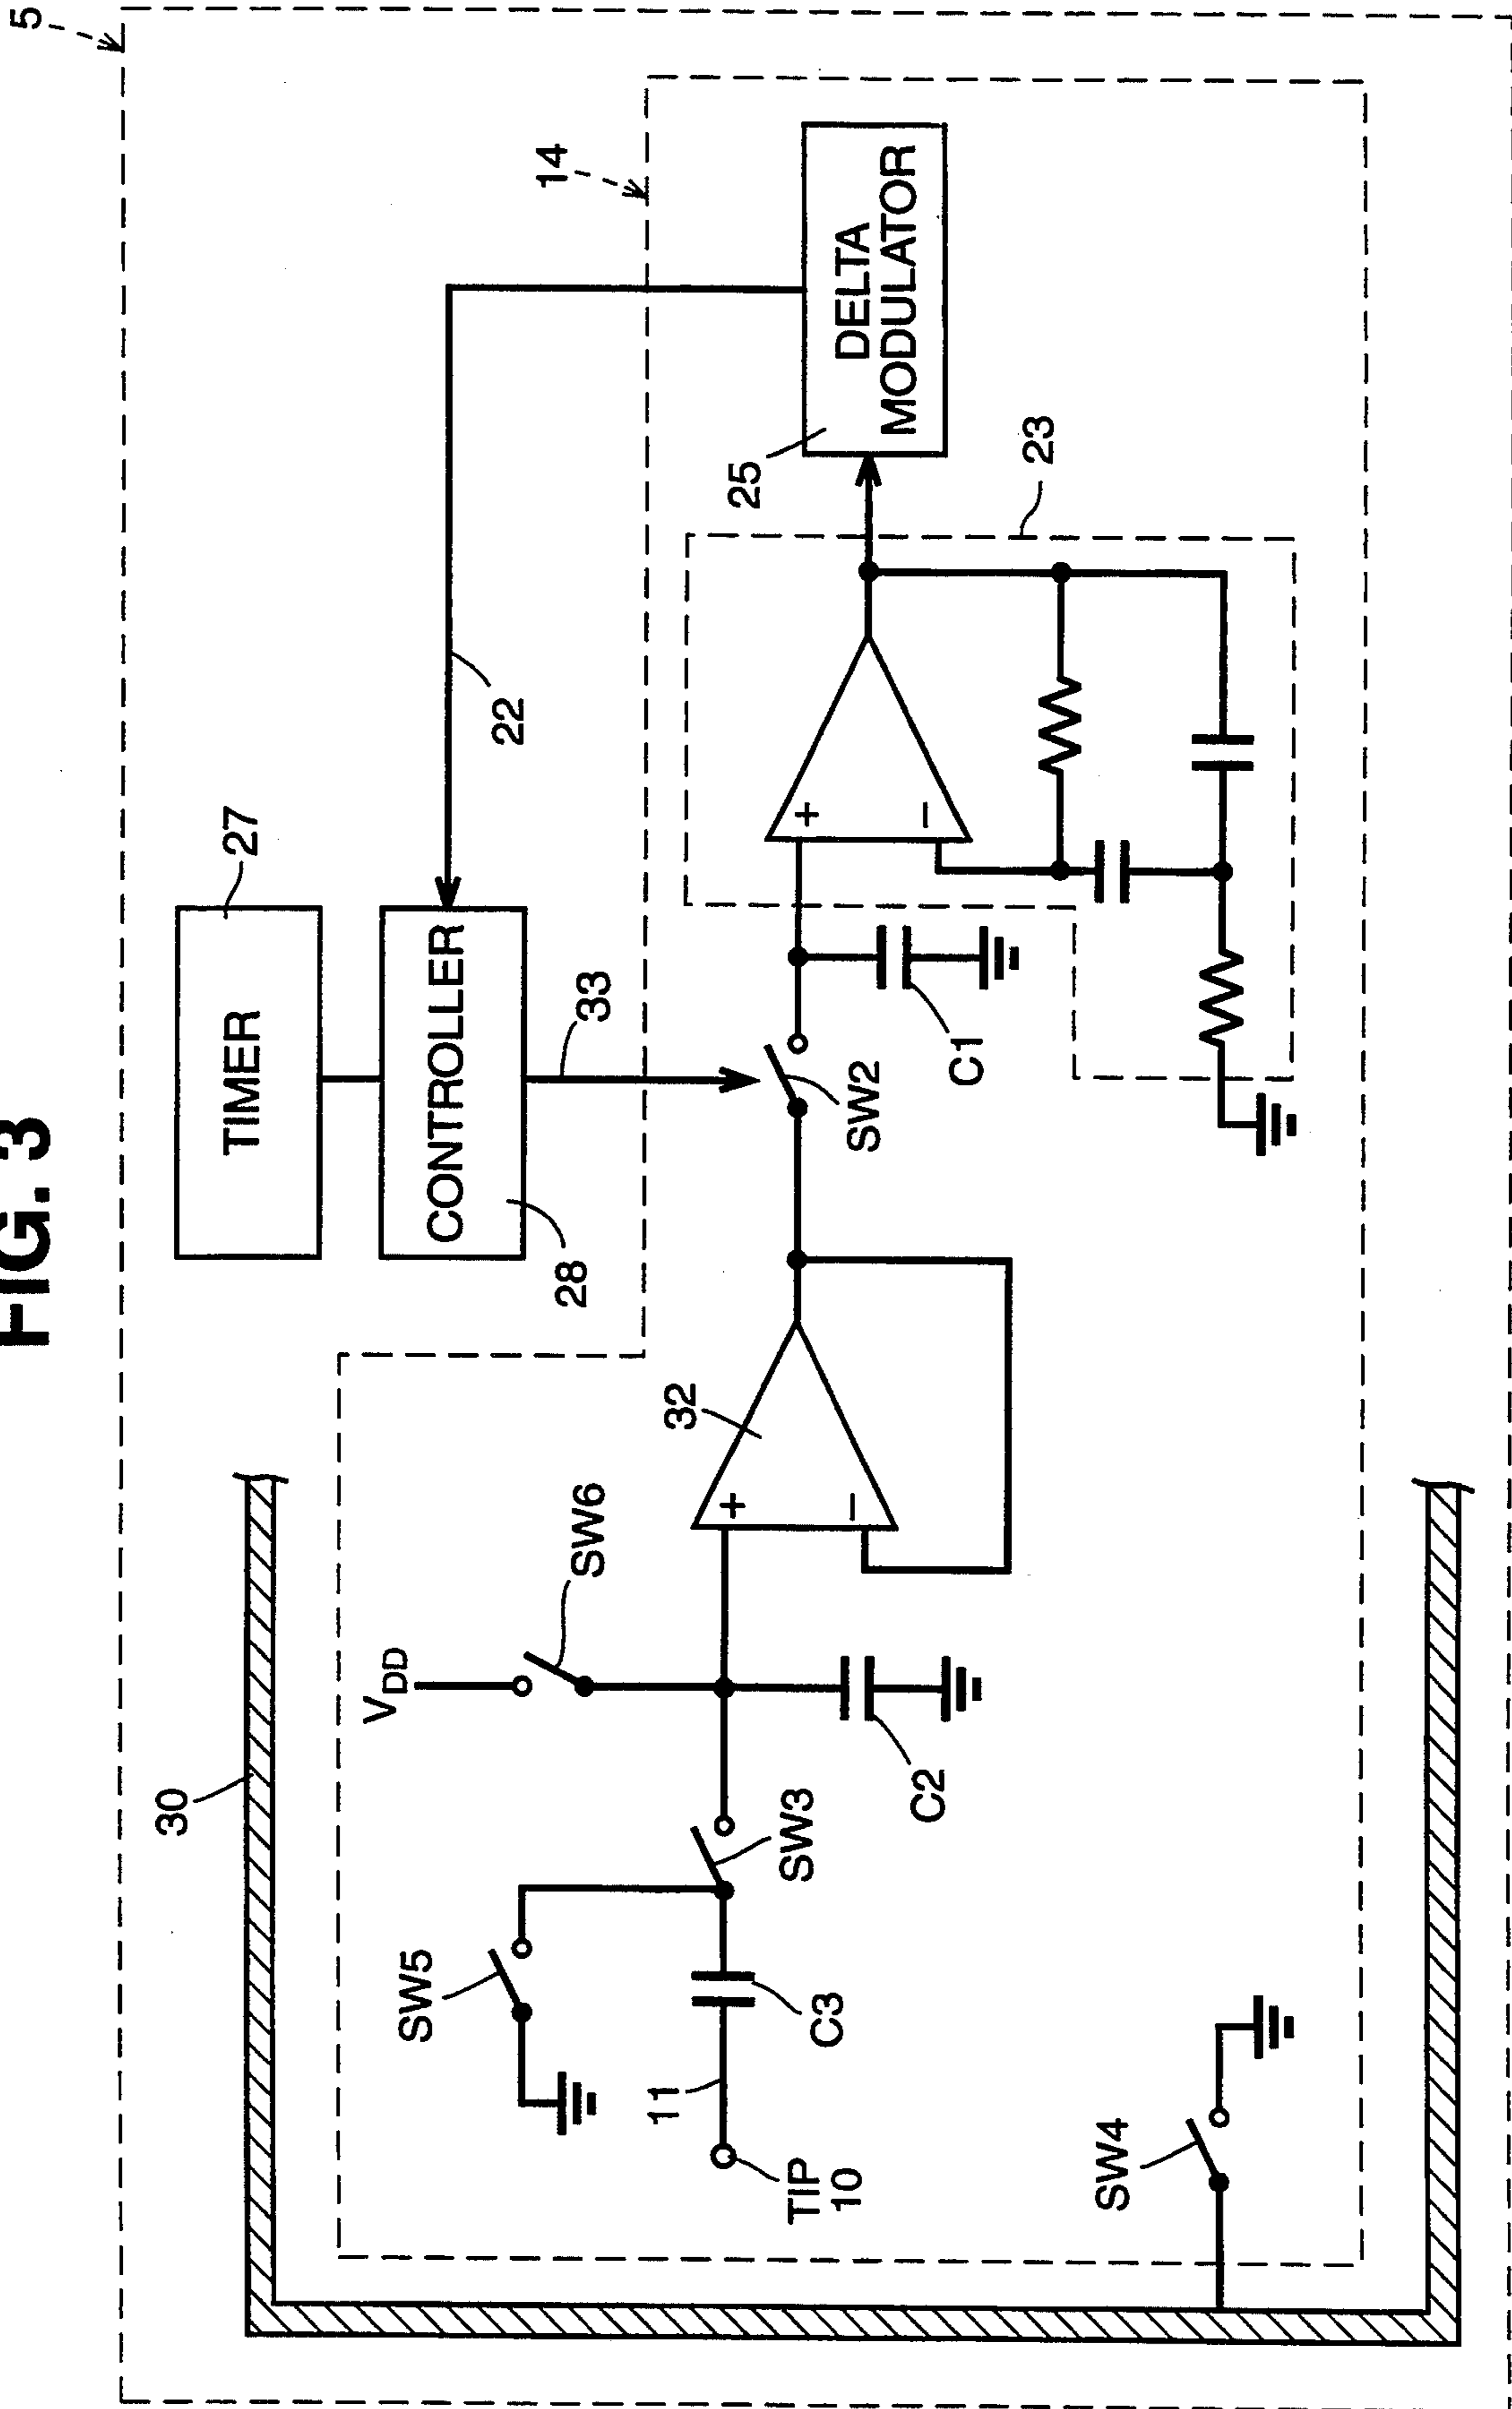 FIG. 3
5
TIMER
27
CONTROLLER
28
22
33
14
30
VDD
SW6
32
SW5
11
TIP
10
C3
SW3
C2
SW2
C1
25
DELTA
MODULATOR
23
+
−
+
−
SW4